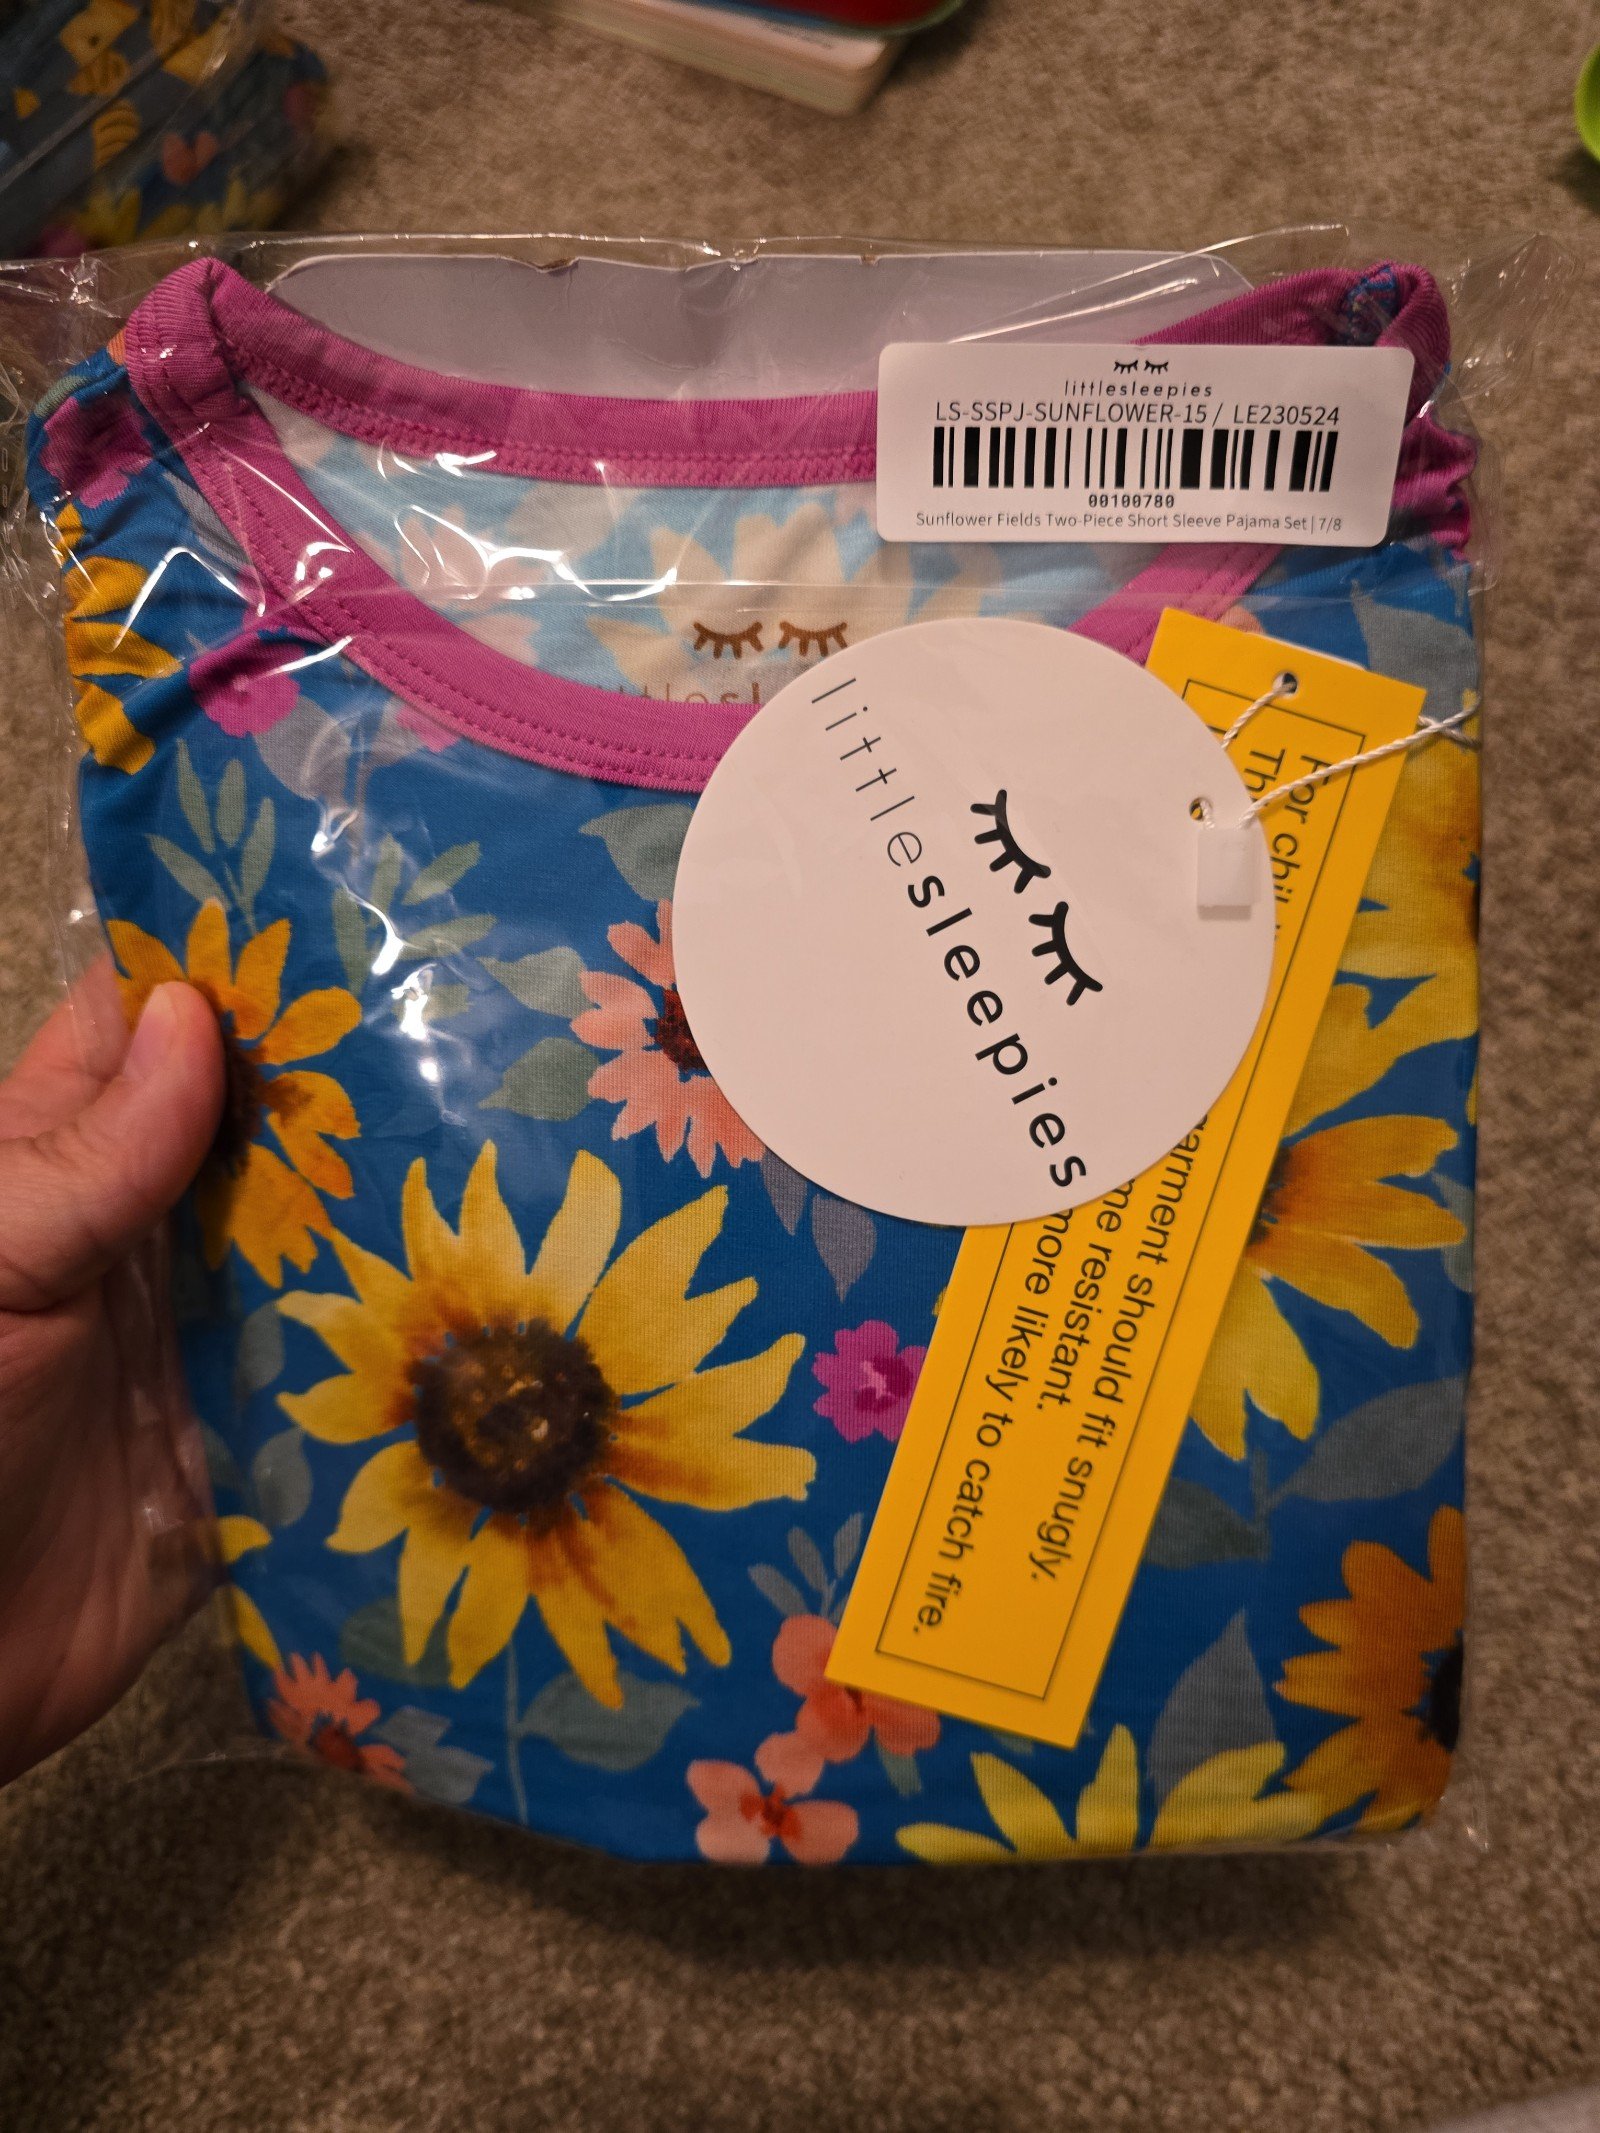 littlesleepies
LS-SSPJ-SUNFLOWER-15 / LE230524
00100780
Sunflower Fields Two-Piece Short Sleeve Pajama Set | 7/8
littlesleepies
For
garment should fit snugly.
resistant.
more likely to catch fire.